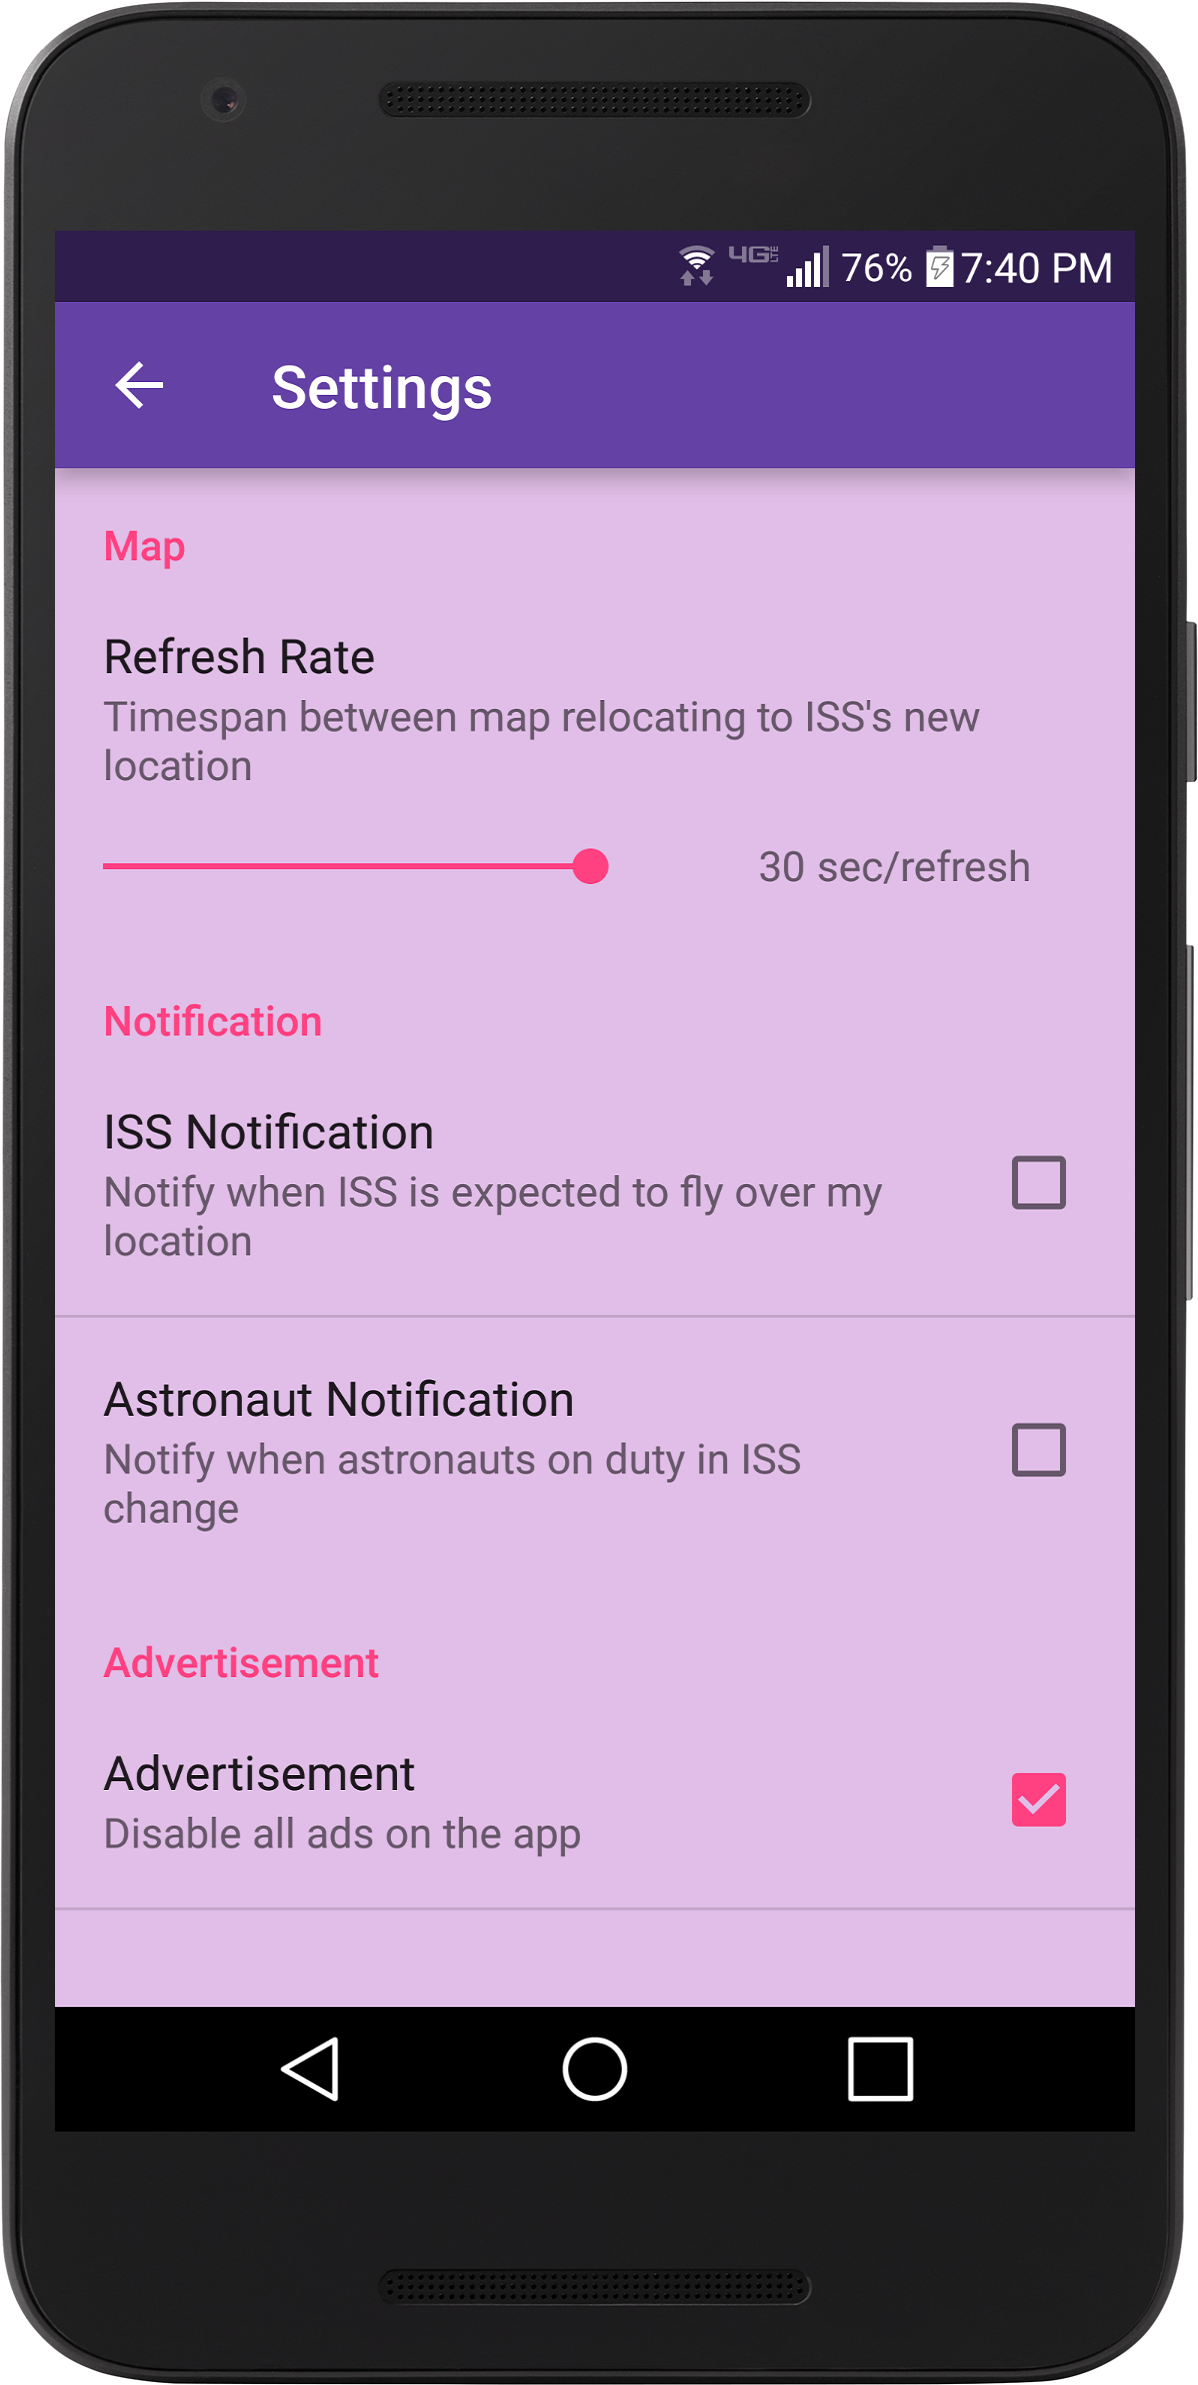 4G LTE 76% 7:40 PM
Settings
Map
Refresh Rate
Timespan between map relocating to ISS's new
location
30 sec/refresh
Notification
ISS Notification
Notify when ISS is expected to fly over my
location
Astronaut Notification
Notify when astronauts on duty in ISS
change
Advertisement
Advertisement
Disable all ads on the app